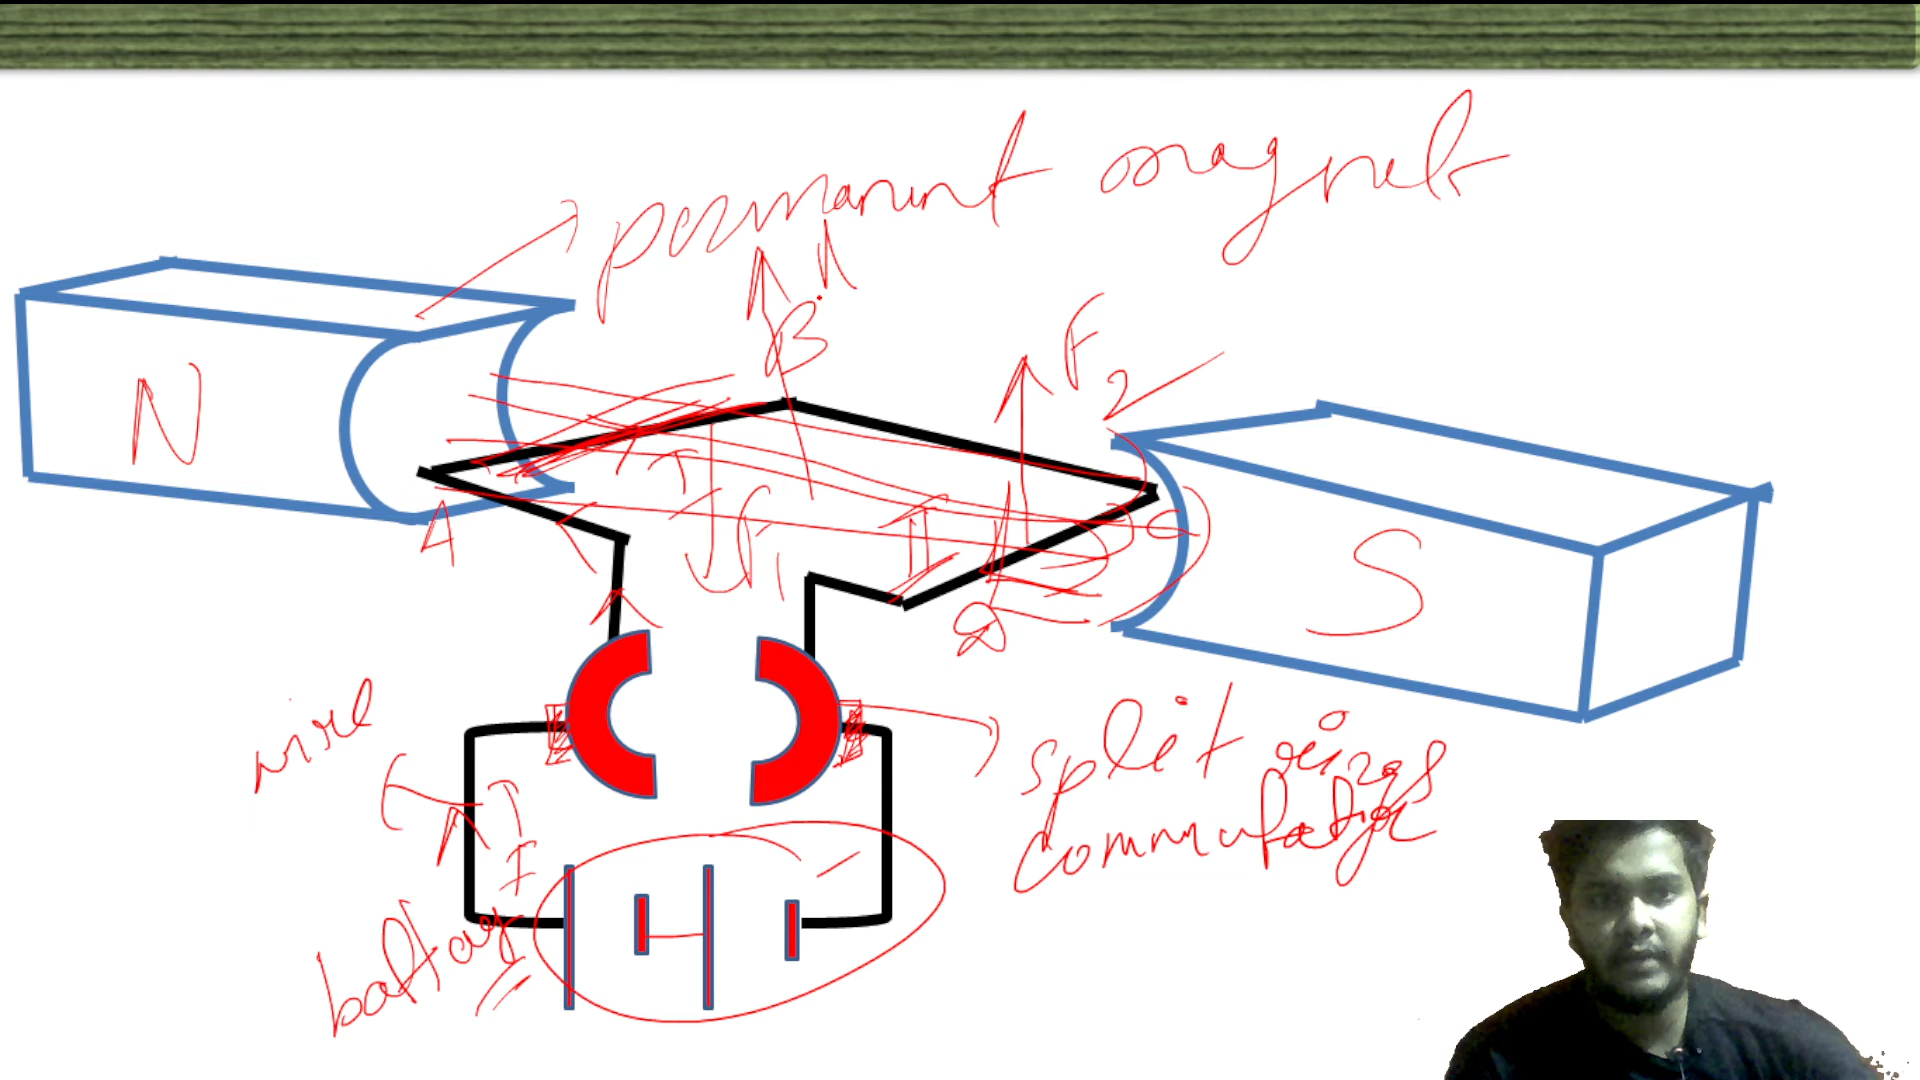 permanent magnet
B
F2
N
A
I
F1
I
C
D
S
wire
split rings
commutator
I
-
battery